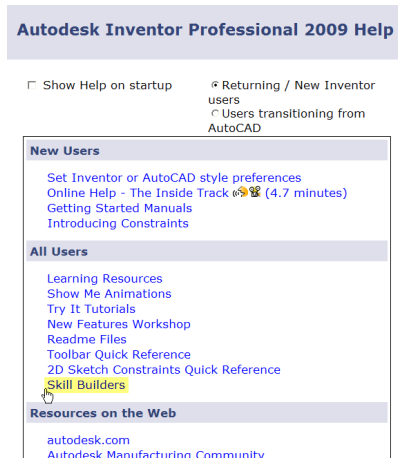 Autodesk Inventor Professional 2009 Help
Show Help on startup
Returning / New Inventor
users
Users transitioning from
AutoCAD
New Users
Set Inventor or AutoCAD style preferences
Online Help - The Inside Track (4.7 minutes)
Getting Started Manuals
Introducing Constraints
All Users
Learning Resources
Show Me Animations
Try It Tutorials
New Features Workshop
Readme Files
Toolbar Quick Reference
2D Sketch Constraints Quick Reference
Skill Builders
Resources on the Web
autodesk.com
Autodesk Manufacturing Community